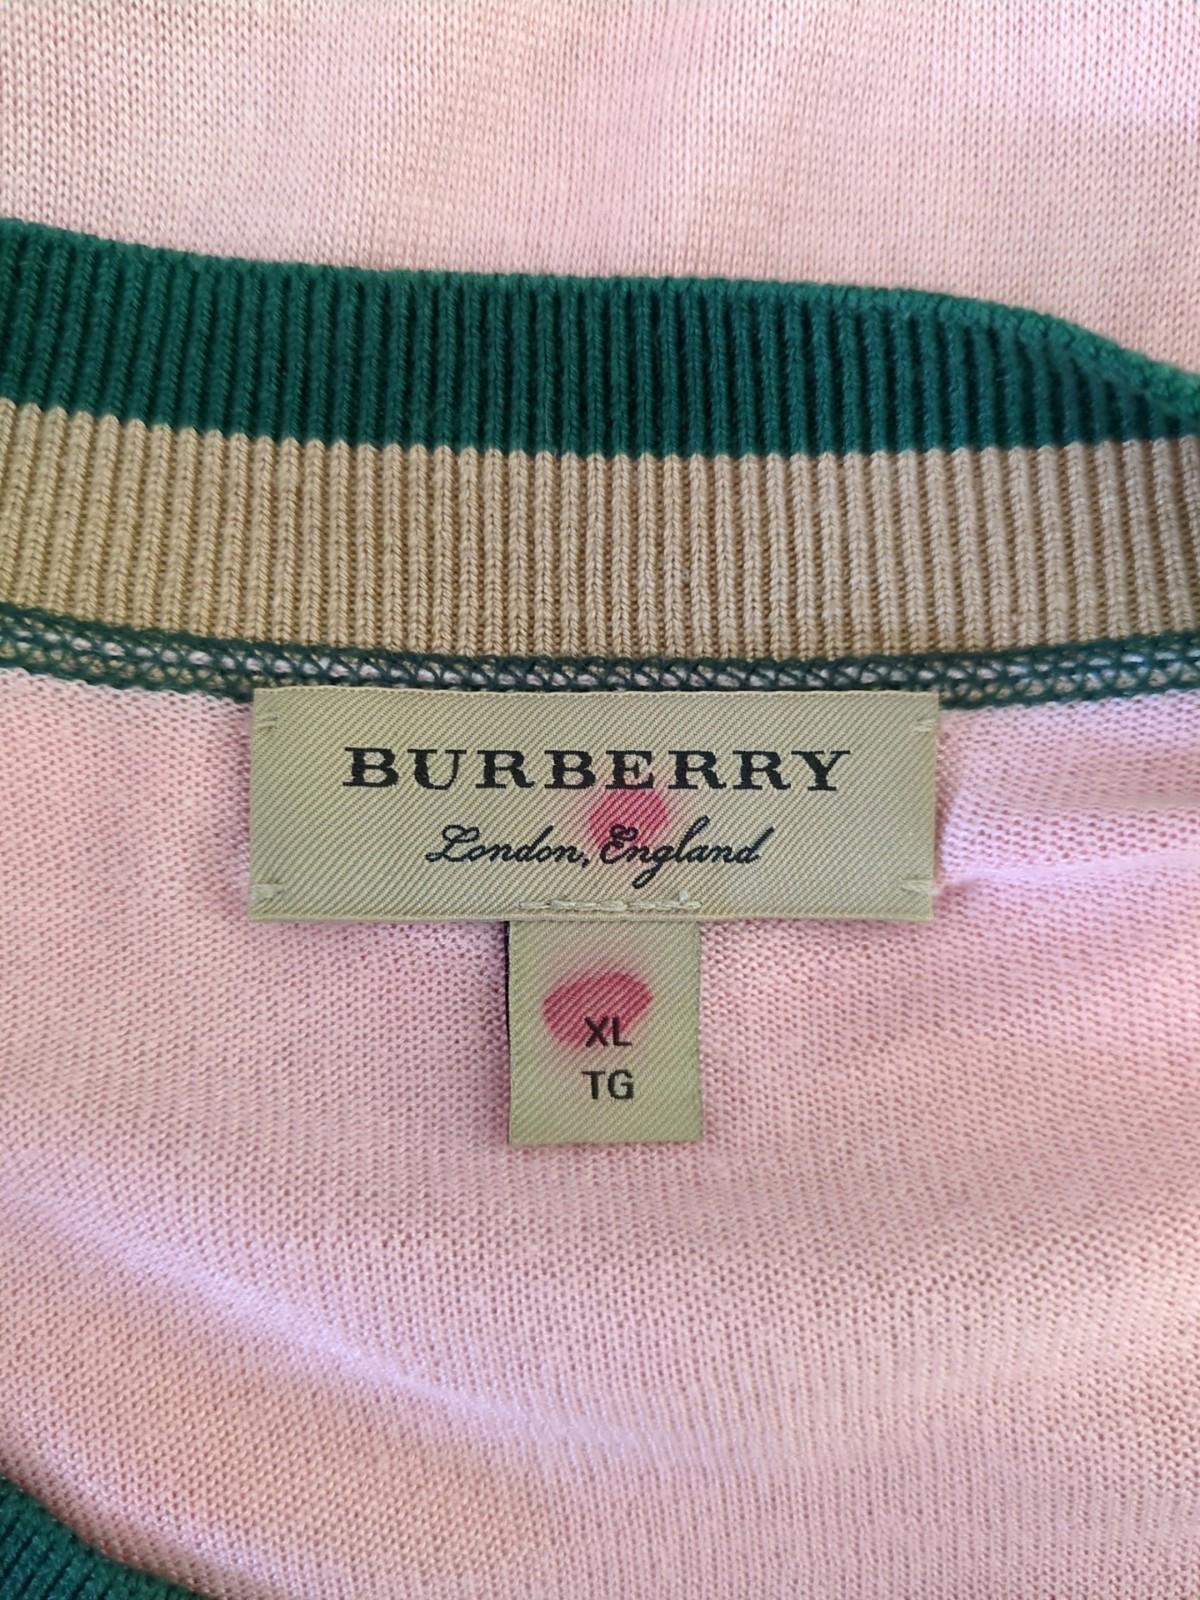 BURBERRY
London, England
XL
TG